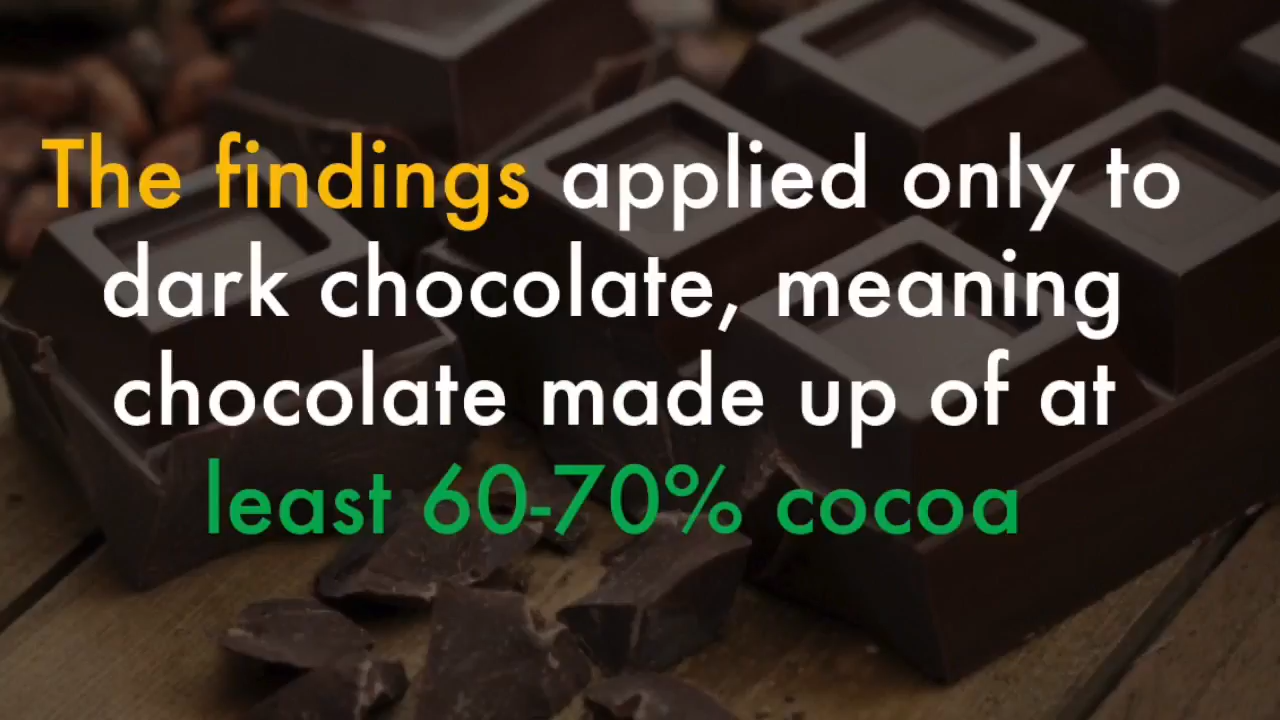 The findings applied only to
dark chocolate, meaning
chocolate made up of at
least 60-70% cocoa